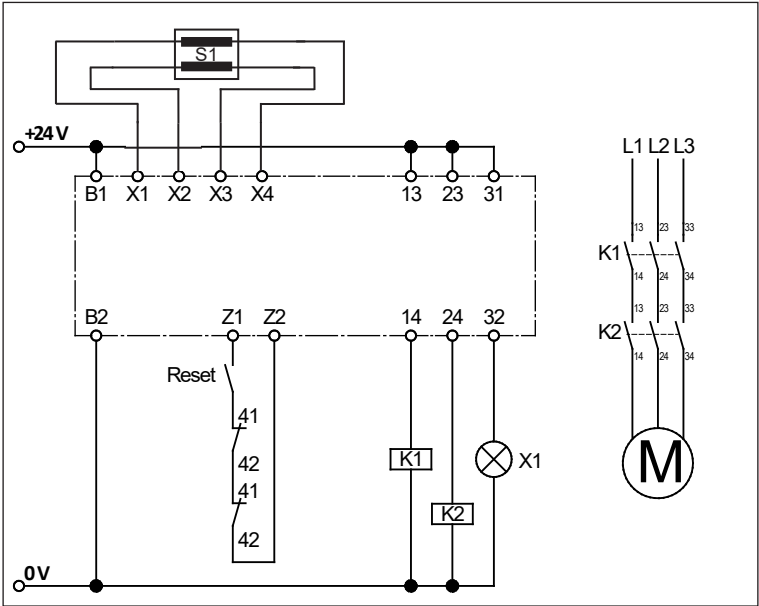 S1
+24V
L1 L2 L3
B1 X1 X2 X3 X4 13 23 31
13 23 33
K1
14 24 34
B2 Z1 Z2 14 24 32
13 23 33
K2
14 24 34
Reset
41
42
K1
X1
M
41
42
K2
0V